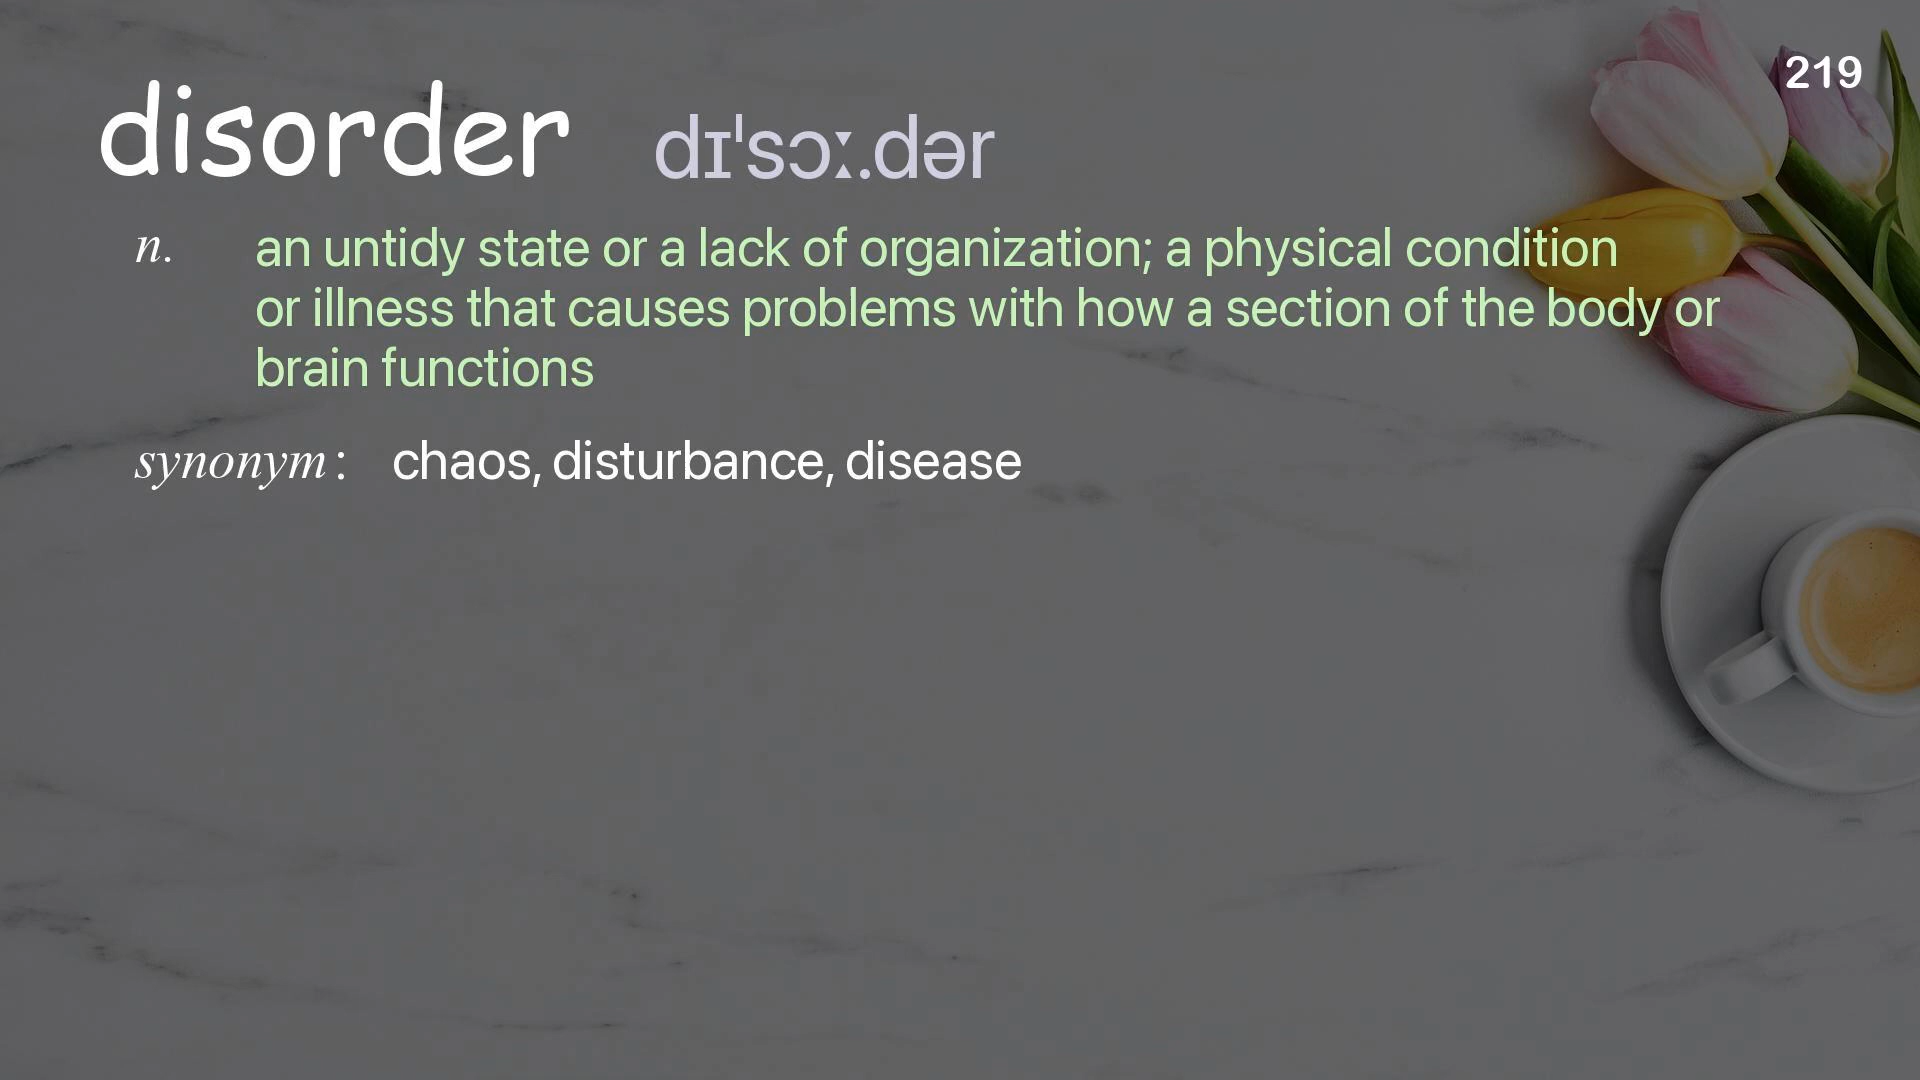 219
disorder dɪˈsɔː.dər
n. an untidy state or a lack of organization; a physical condition
or illness that causes problems with how a section of the body or
brain functions
synonym : chaos, disturbance, disease